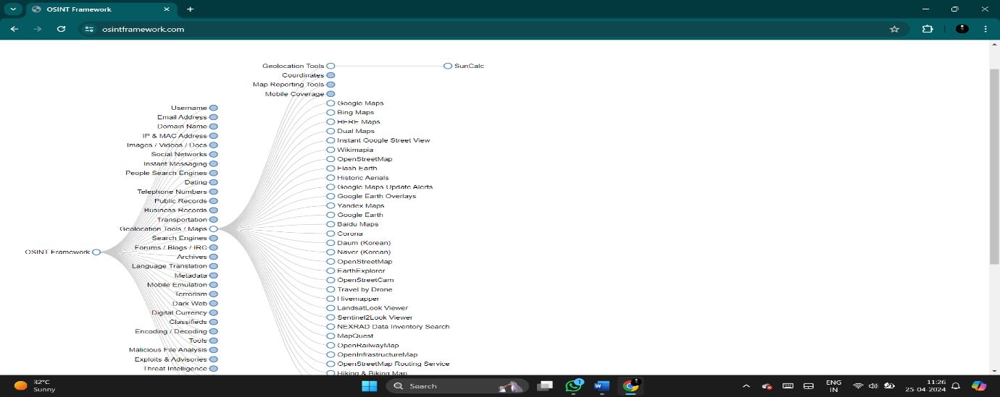 OSINT Framework
osintframework.com
Geolocation Tools
SunCalc
Coordinates
Map Reporting Tools
Mobile Coverage
Google Maps
Bing Maps
HERE Maps
Dual Maps
Instant Google Street View
Wikimapia
OpenStreetMap
Flash Earth
Historic Aerials
Google Maps Update Alerts
Google Earth Overlays
Yandex Maps
Google Earth
Baidu Maps
Corona
Daum (Korean)
Naver (Korean)
OpenStreetMap
EarthExplorer
OpenStreetCam
Travel by Drone
Hivemapper
LandsatLook Viewer
Sentinel2Look Viewer
NEXRAD Data Inventory Search
MapQuest
OpenRailwayMap
OpenInfrastructureMap
OpenStreetMap Routing Service
Hiking & Biking Map
Username
Email Address
Domain Name
IP & MAC Address
Images / Videos / Docs
Social Networks
Instant Messaging
People Search Engines
Dating
Telephone Numbers
Public Records
Business Records
Transportation
Geolocation Tools / Maps
Search Engines
Forums / Blogs / IRC
Archives
Language Translation
Metadata
Mobile Emulation
Terrorism
Dark Web
Digital Currency
Classifieds
Encoding / Decoding
Tools
Malicious File Analysis
Exploits & Advisories
Threat Intelligence
OSINT Framework
32°C
Sunny
Search
1
ENG
IN
11:26
25-04-2024